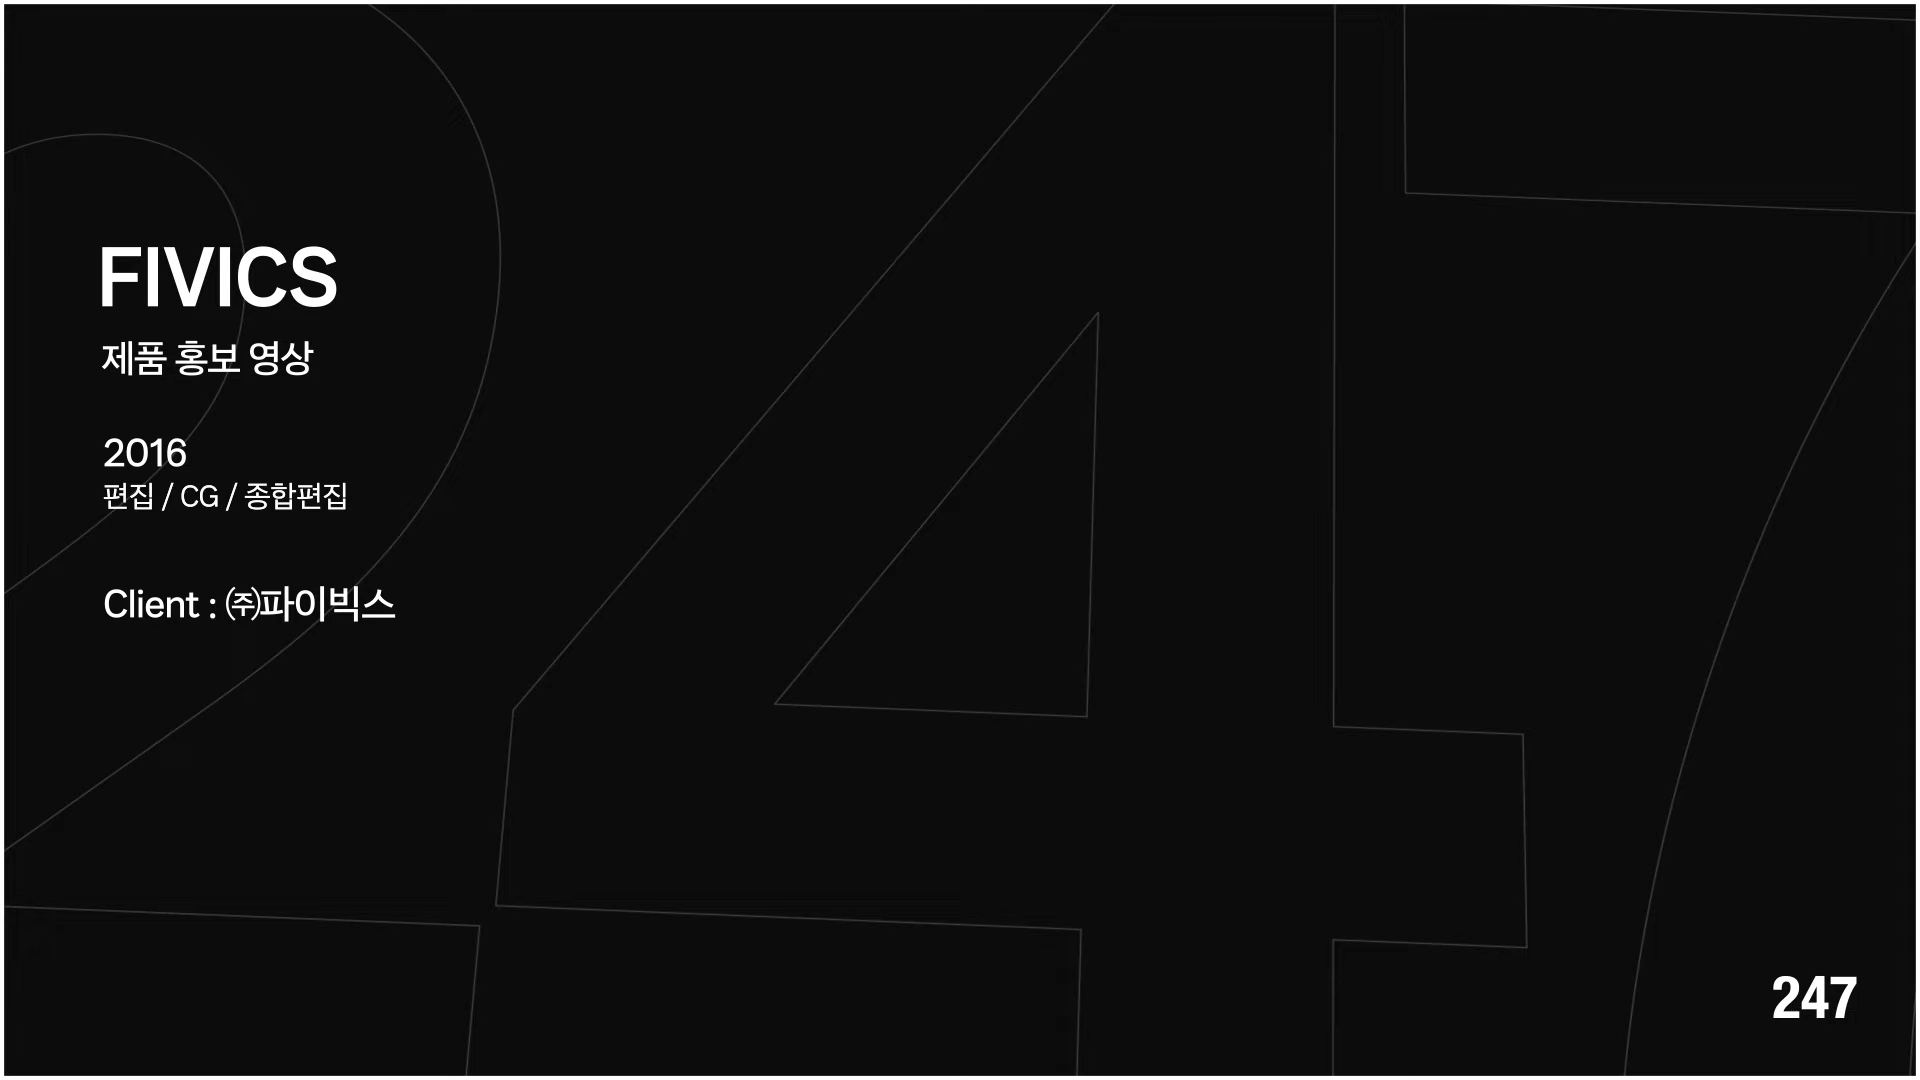 FIVICS
제품 홍보 영상
2016
편집 / CG / 종합편집
Client : ㈜파이빅스
247